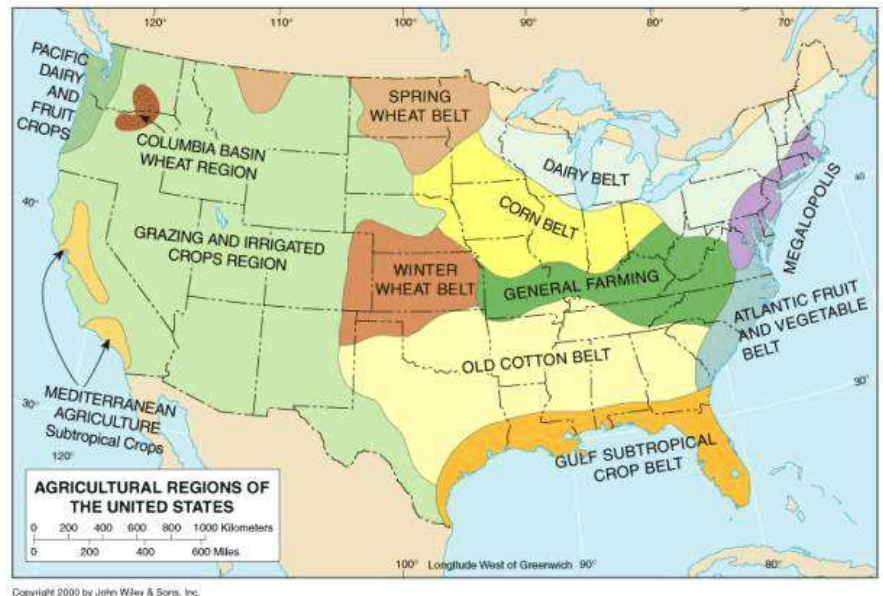 120°
110°
100°
90°
80°
70°
PACIFIC
DAIRY
AND
FRUIT
CROPS
SPRING
WHEAT BELT
COLUMBIA BASIN
WHEAT REGION
DAIRY BELT
40°
40
CORN BELT
MEGALOPOLIS
GRAZING AND IRRIGATED
CROPS REGION
WINTER
WHEAT BELT
GENERAL FARMING
ATLANTIC FRUIT
AND VEGETABLE
BELT
OLD COTTON BELT
30°
30°
MEDITERRANEAN
AGRICULTURE
Subtropical Crops
120°
GULF SUBTROPICAL
CROP BELT
AGRICULTURAL REGIONS OF
THE UNITED STATES
0 200 400 600 800 1000 Kilometers
0 200 400 600 Miles
100° Longitude West of Greenwich 90° 80°
Copyright 2000 by John Wiley & Sons, Inc.